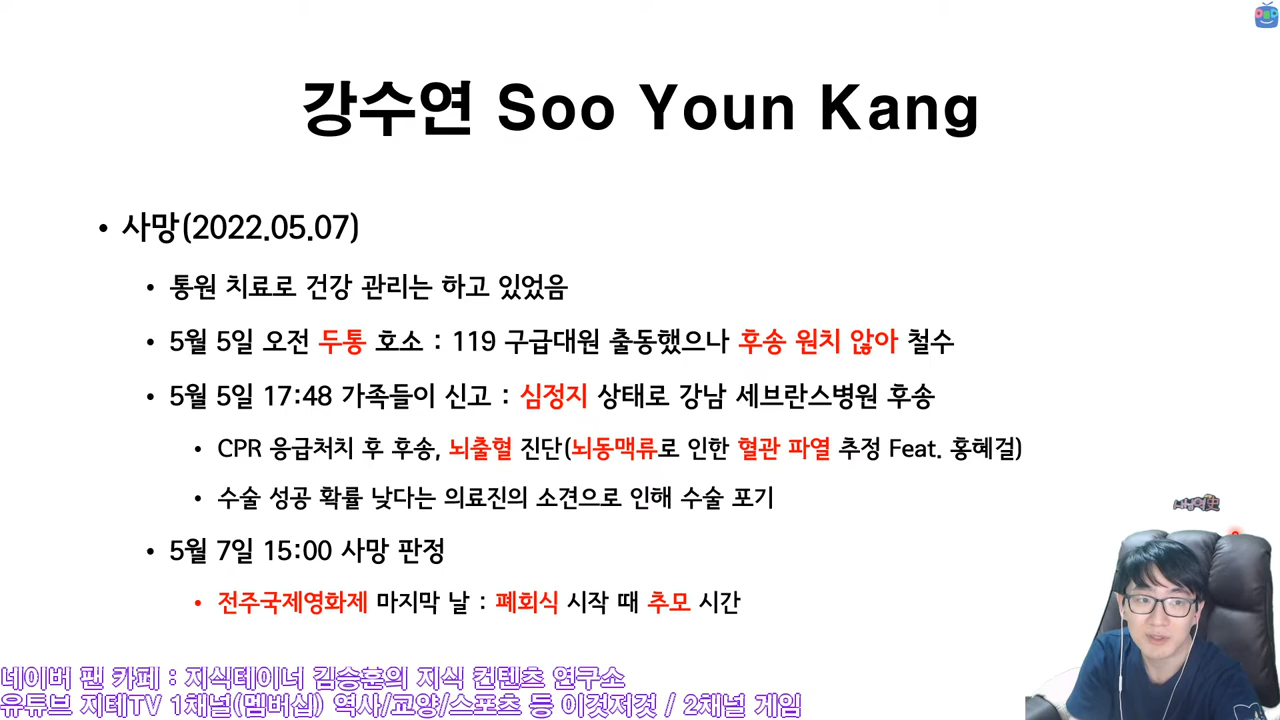 강수연 Soo Youn Kang
• 사망(2022.05.07)
• 통원 치료로 건강 관리는 하고 있었음
• 5월 5일 오전 두통 호소 : 119 구급대원 출동했으나 후송 원치 않아 철수
• 5월 5일 17:48 가족들이 신고 : 심정지 상태로 강남 세브란스병원 후송
• CPR 응급처치 후 후송, 뇌출혈 진단(뇌동맥류로 인한 혈관 파열 추정 Feat. 홍혜걸)
• 수술 성공 확률 낮다는 의료진의 소견으로 인해 수술 포기
• 5월 7일 15:00 사망 판정
• 전주국제영화제 마지막 날 : 폐회식 시작 때 추모 시간
네이버 팬 카페 : 지식테이너 김승훈의 지식 컨텐츠 연구소
유튜브 지테TV 1채널(멤버십) 역사/교양/스포츠 등 이것저것 / 2채널 게임